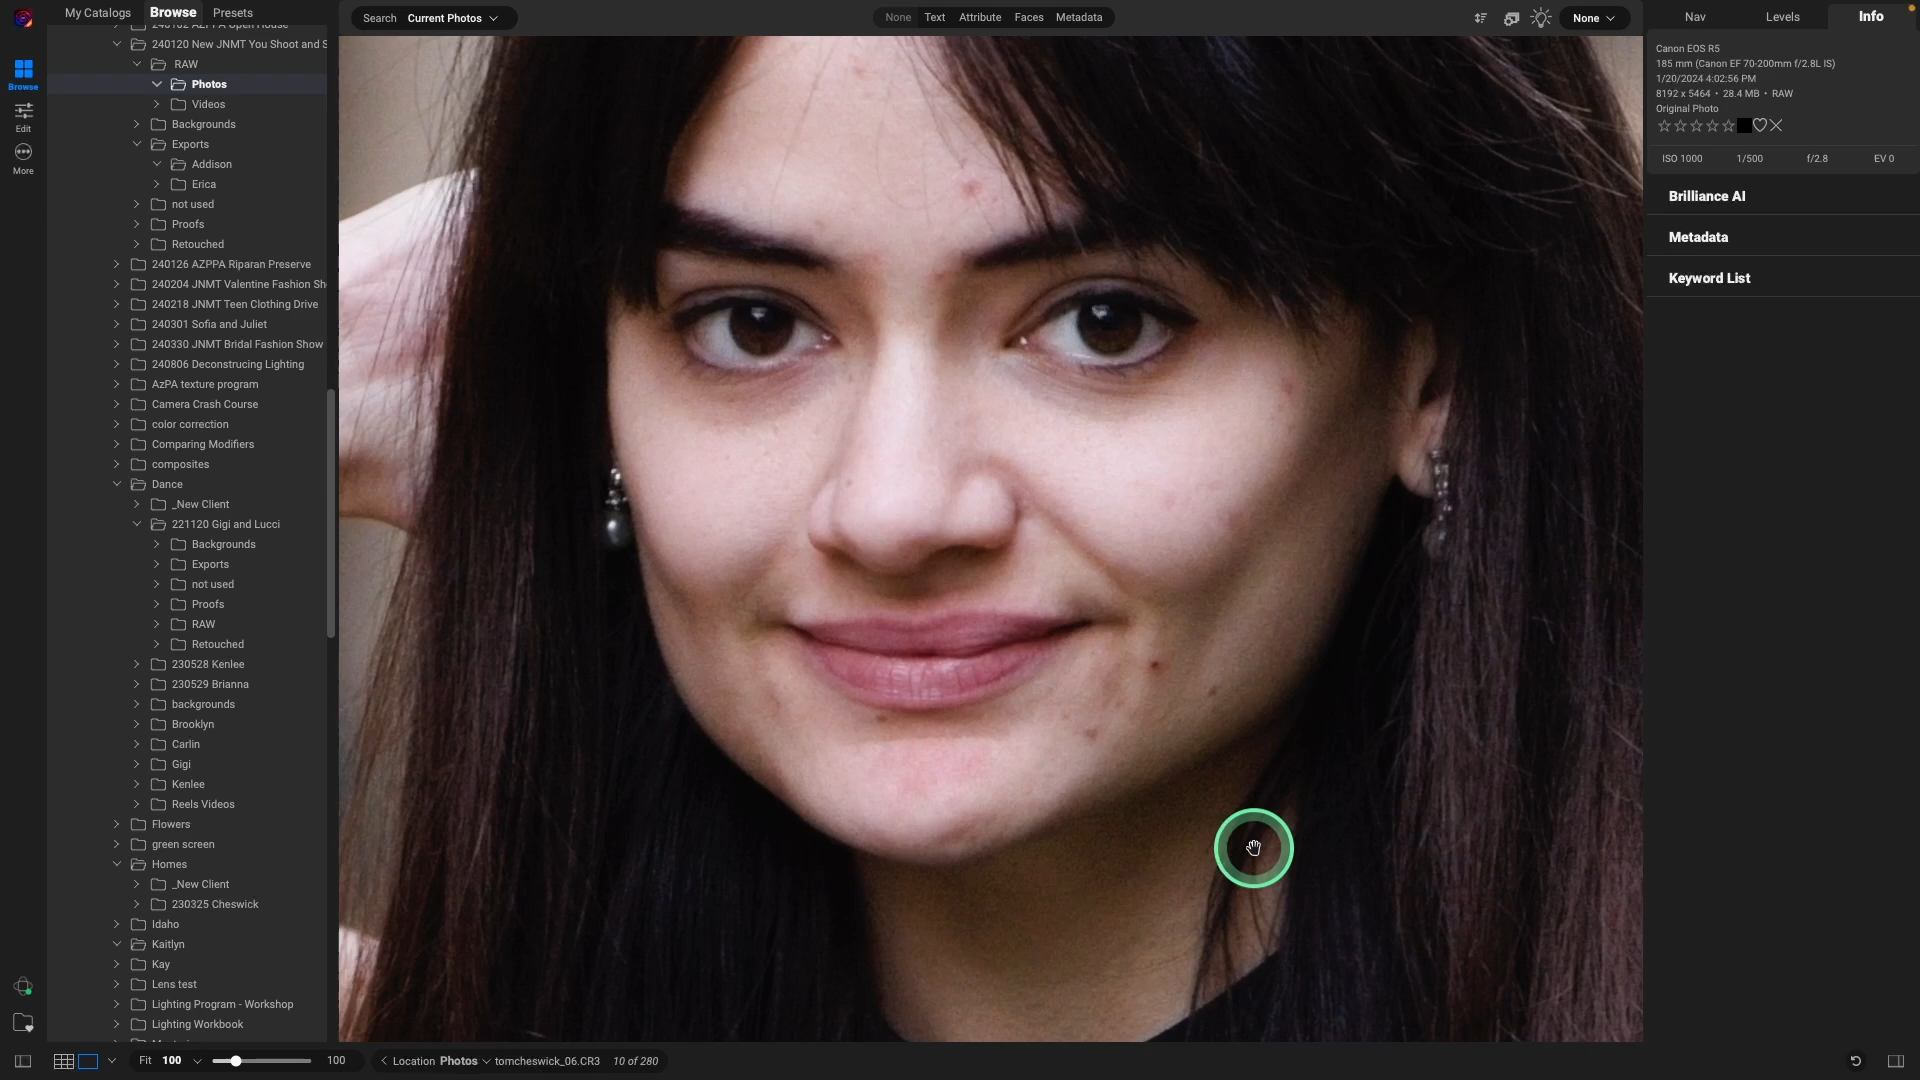 My Catalogs
Browse
Presets
Search Current Photos
None
Text
Attribute
Faces
Metadata
None
Nav
Levels
Info
Browse
Edit
More
240120 New JNMT You Shoot and S
RAW
Photos
Videos
Backgrounds
Exports
Addison
Erica
not used
Proofs
Retouched
240126 AZPPA Riparan Preserve
240204 JNMT Valentine Fashion Sh
240218 JNMT Teen Clothing Drive
240301 Sofia and Juliet
240330 JNMT Bridal Fashion Show
240806 Deconstrucing Lighting
AzPA texture program
Camera Crash Course
color correction
Comparing Modifiers
composites
Dance
_New Client
221120 Gigi and Lucci
Backgrounds
Exports
not used
Proofs
RAW
Retouched
230528 Kenlee
230529 Brianna
backgrounds
Brooklyn
Carlin
Gigi
Kenlee
Reels Videos
Flowers
green screen
Homes
_New Client
230325 Cheswick
Idaho
Kaitlyn
Kay
Lens test
Lighting Program - Workshop
Lighting Workbook
Canon EOS R5
185 mm (Canon EF 70-200mm f/2.8L IS)
1/20/2024 4:02:56 PM
8192 x 5464 • 28.4 MB • RAW
Original Photo
ISO 1000 1/500 f/2.8 EV 0
Brilliance AI
Metadata
Keyword List
Fit 100 100
Location Photos tomcheswick_06.CR3 10 of 280